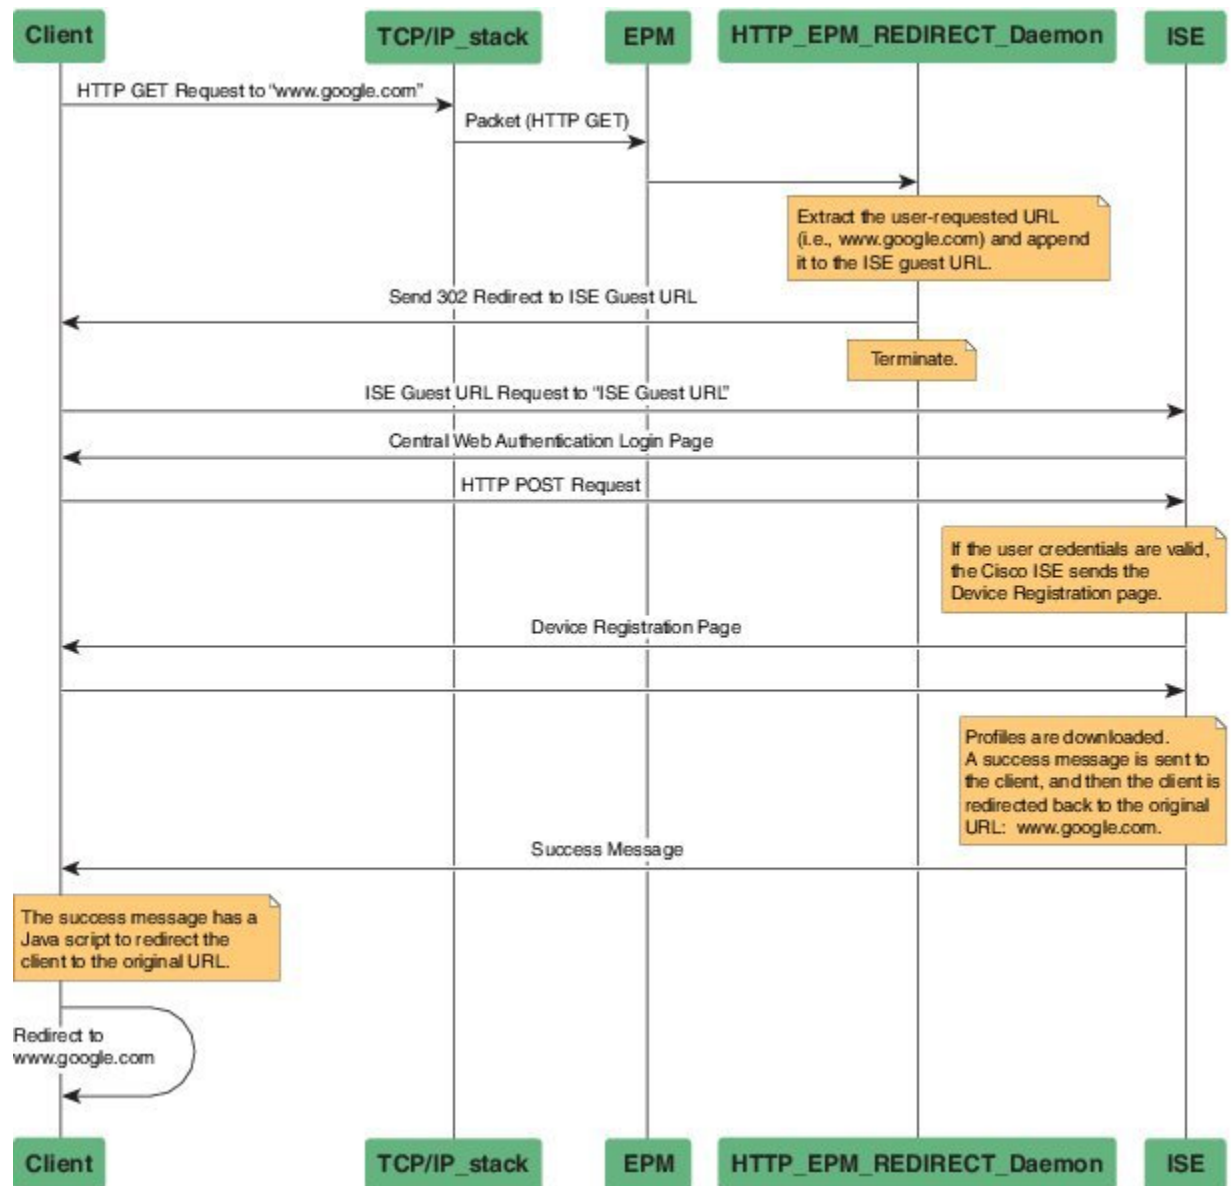 Client
TCP/IP_stack
EPM
HTTP_EPM_REDIRECT_Daemon
ISE
HTTP GET Request to “www.google.com”
Packet (HTTP GET)
Extract the user-requested URL
(i.e., www.google.com) and append
it to the ISE guest URL.
Send 302 Redirect to ISE Guest URL
Terminate.
ISE Guest URL Request to “ISE Guest URL”
Central Web Authentication Login Page
HTTP POST Request
If the user credentials are valid,
the Cisco ISE sends the
Device Registration page.
Device Registration Page
Profiles are downloaded.
A success message is sent to
the client, and then the client is
redirected back to the original
URL: www.google.com.
Success Message
The success message has a
Java script to redirect the
client to the original URL.
Redirect to
www.google.com
Client
TCP/IP_stack
EPM
HTTP_EPM_REDIRECT_Daemon
ISE